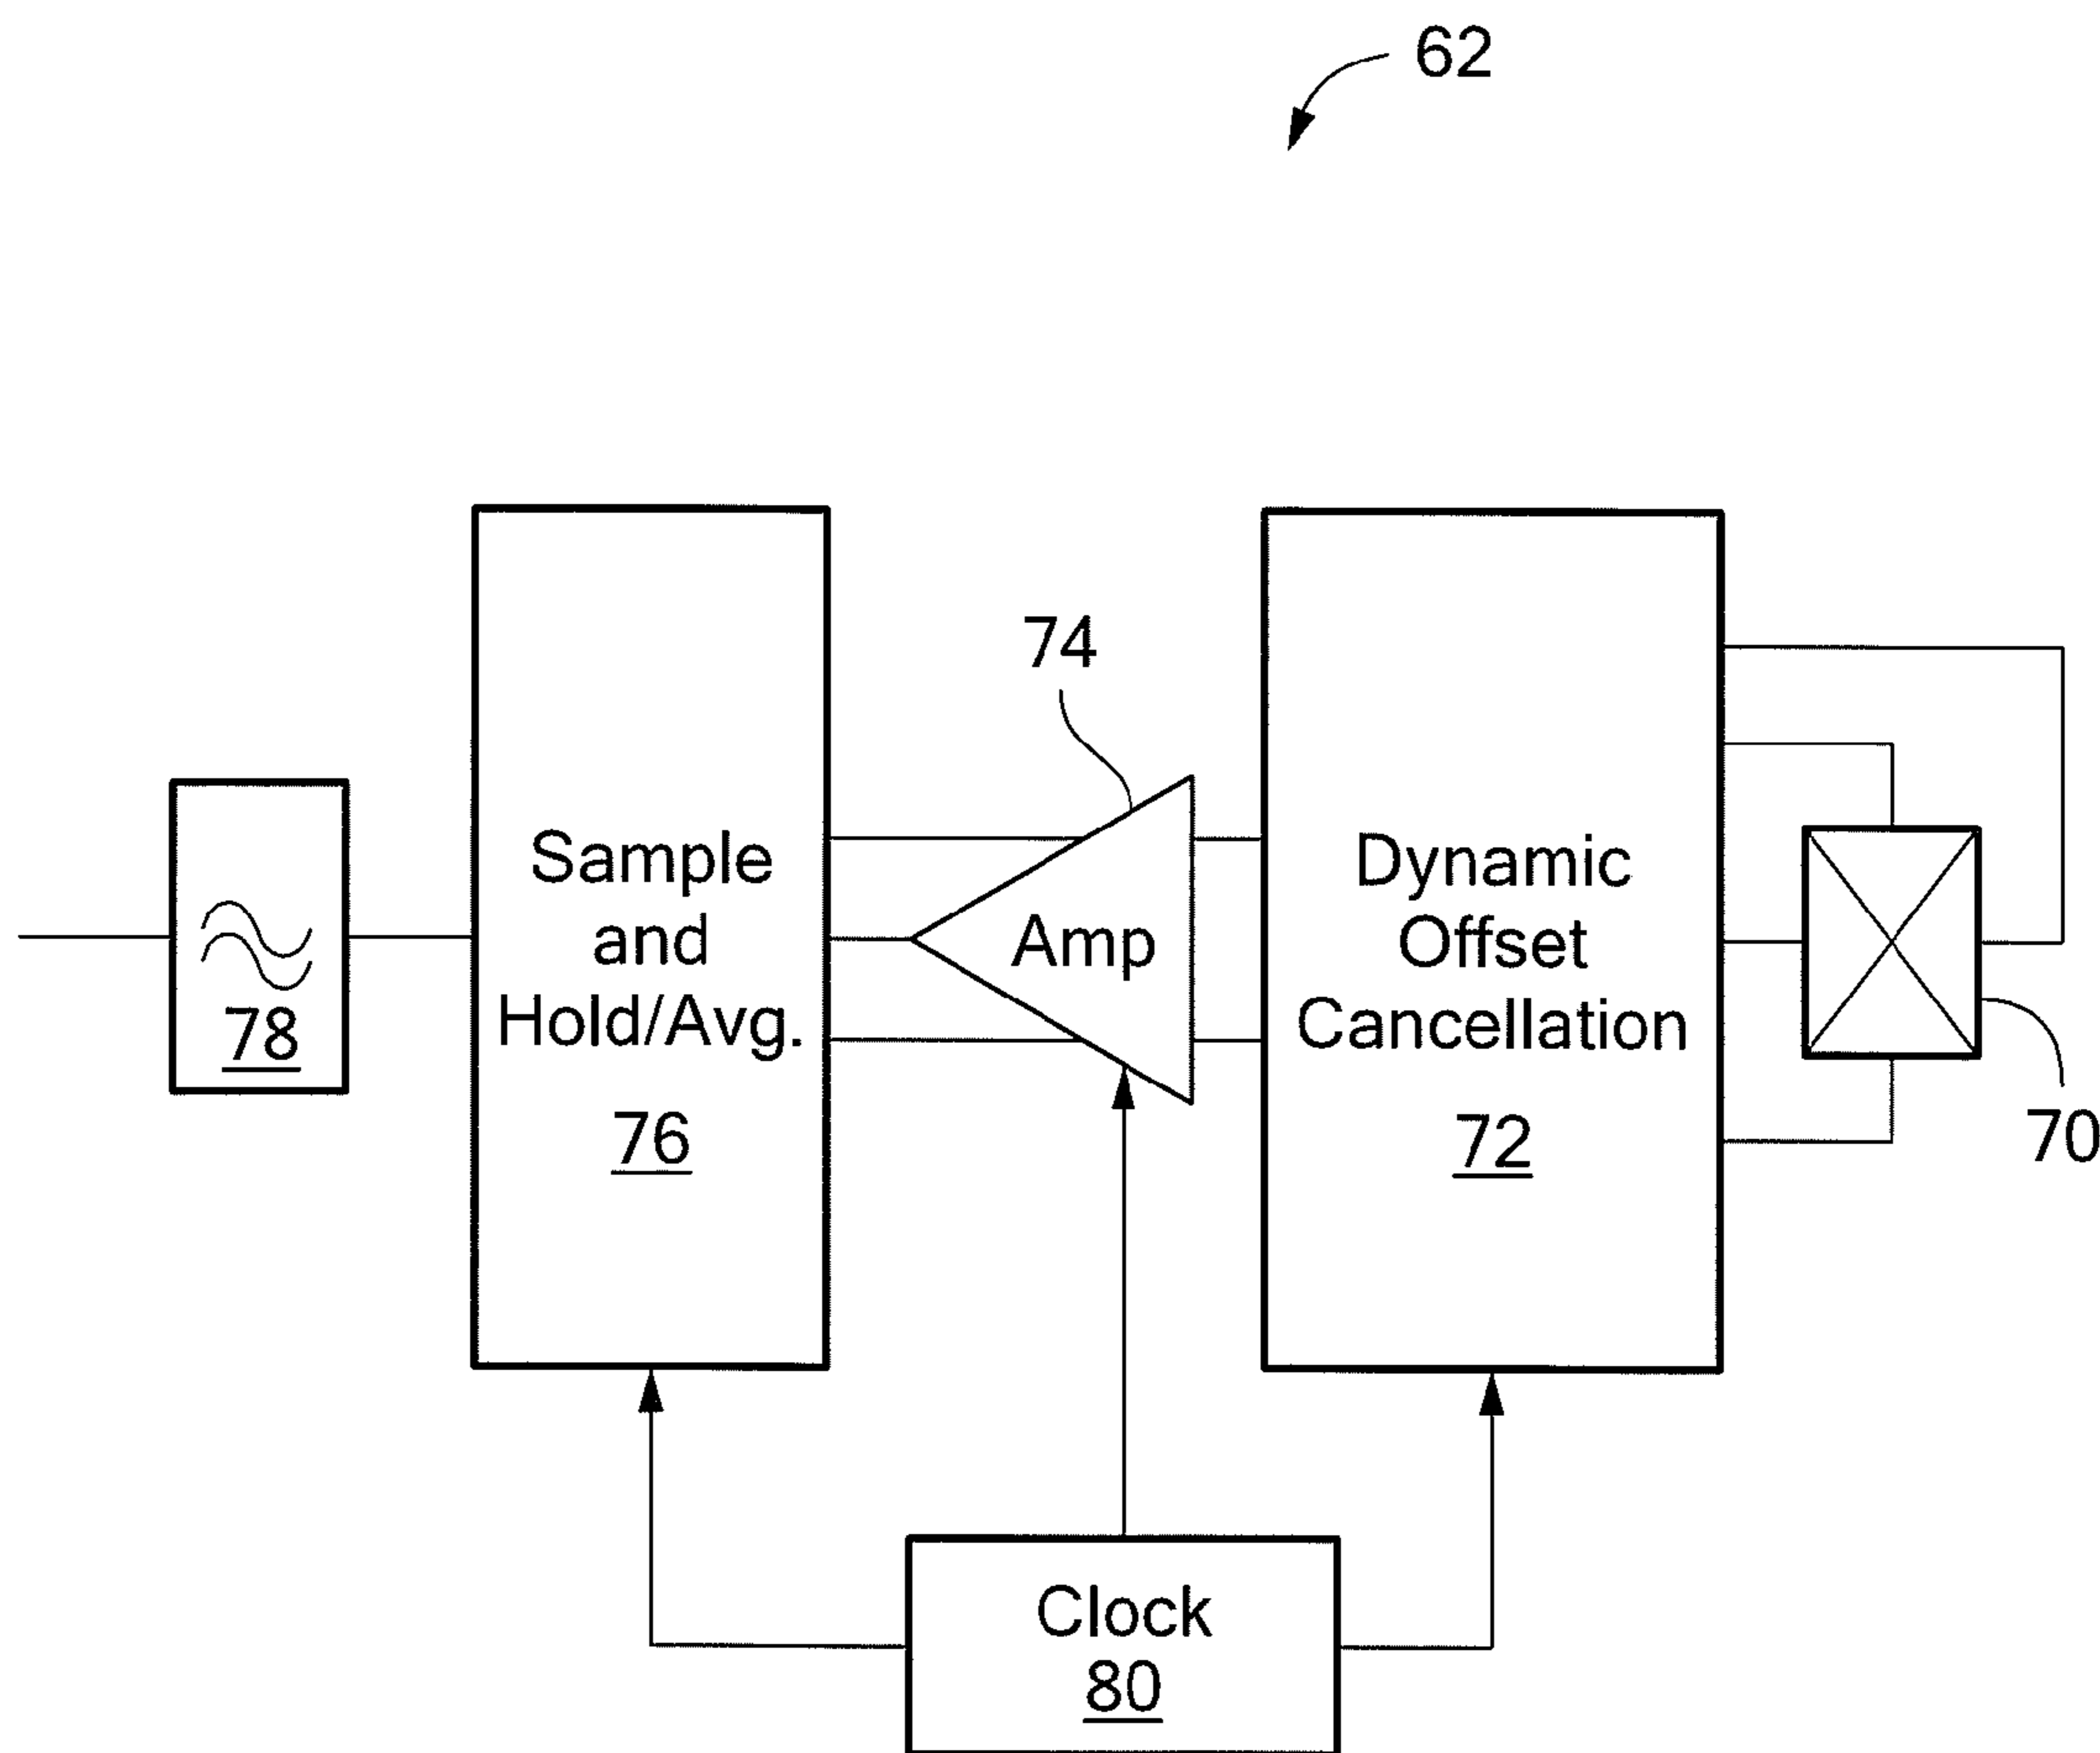 62
74
Sample
and
Hold/Avg.
76
Amp
Dynamic
Offset
Cancellation
72
78
70
Clock
80